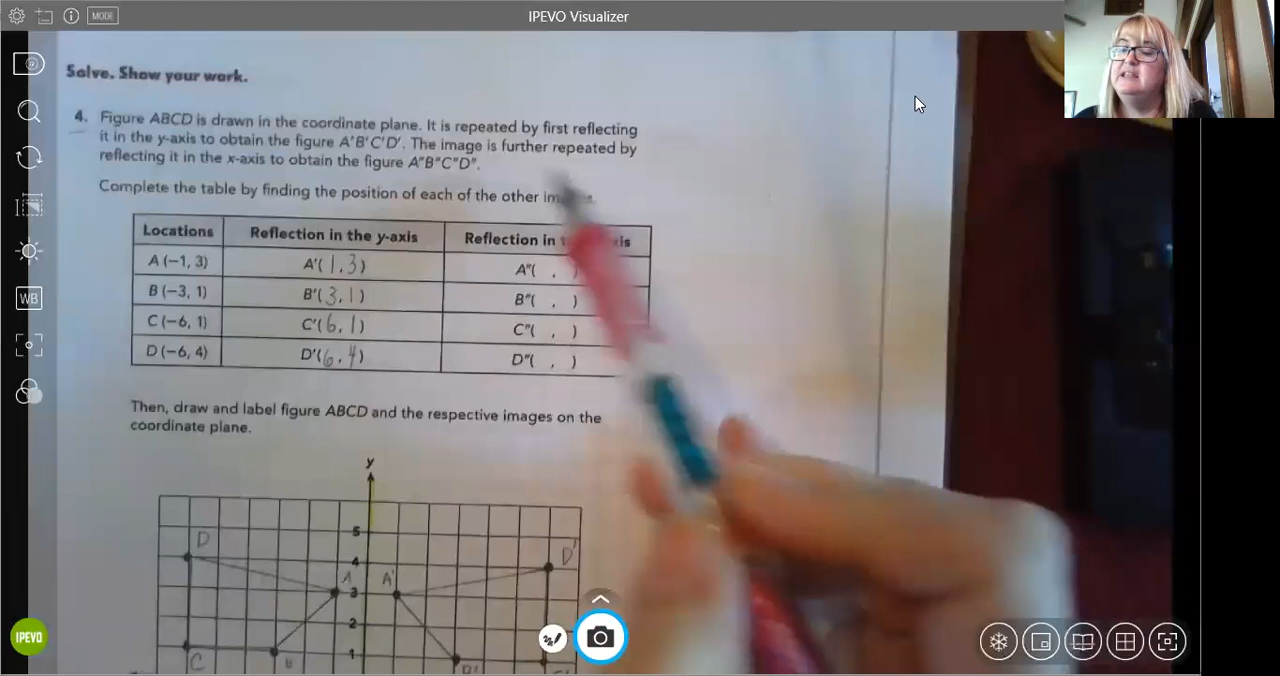 MODE
IPEVO Visualizer
Solve. Show your work.
4. Figure ABCD is drawn in the coordinate plane. It is repeated by first reflecting
it in the y-axis to obtain the figure A'B'C'D'. The image is further repeated by
reflecting it in the x-axis to obtain the figure A"B"C"D".
Complete the table by finding the position of each of the other
Locations Reflection in the y-axis Reflection in
A (−1, 3) A'(1, 3) A"( , )
B (−3, 1) B'(3, 1) B"( , )
C (−6, 1) C'(6, 1) C"( , )
D (−6, 4) D'(6, 4) D"( , )
Then, draw and label figure ABCD and the respective images on the
coordinate plane.
y
5
D
D'
4
A A'
3
2
1
C
B
WB
IPEVO